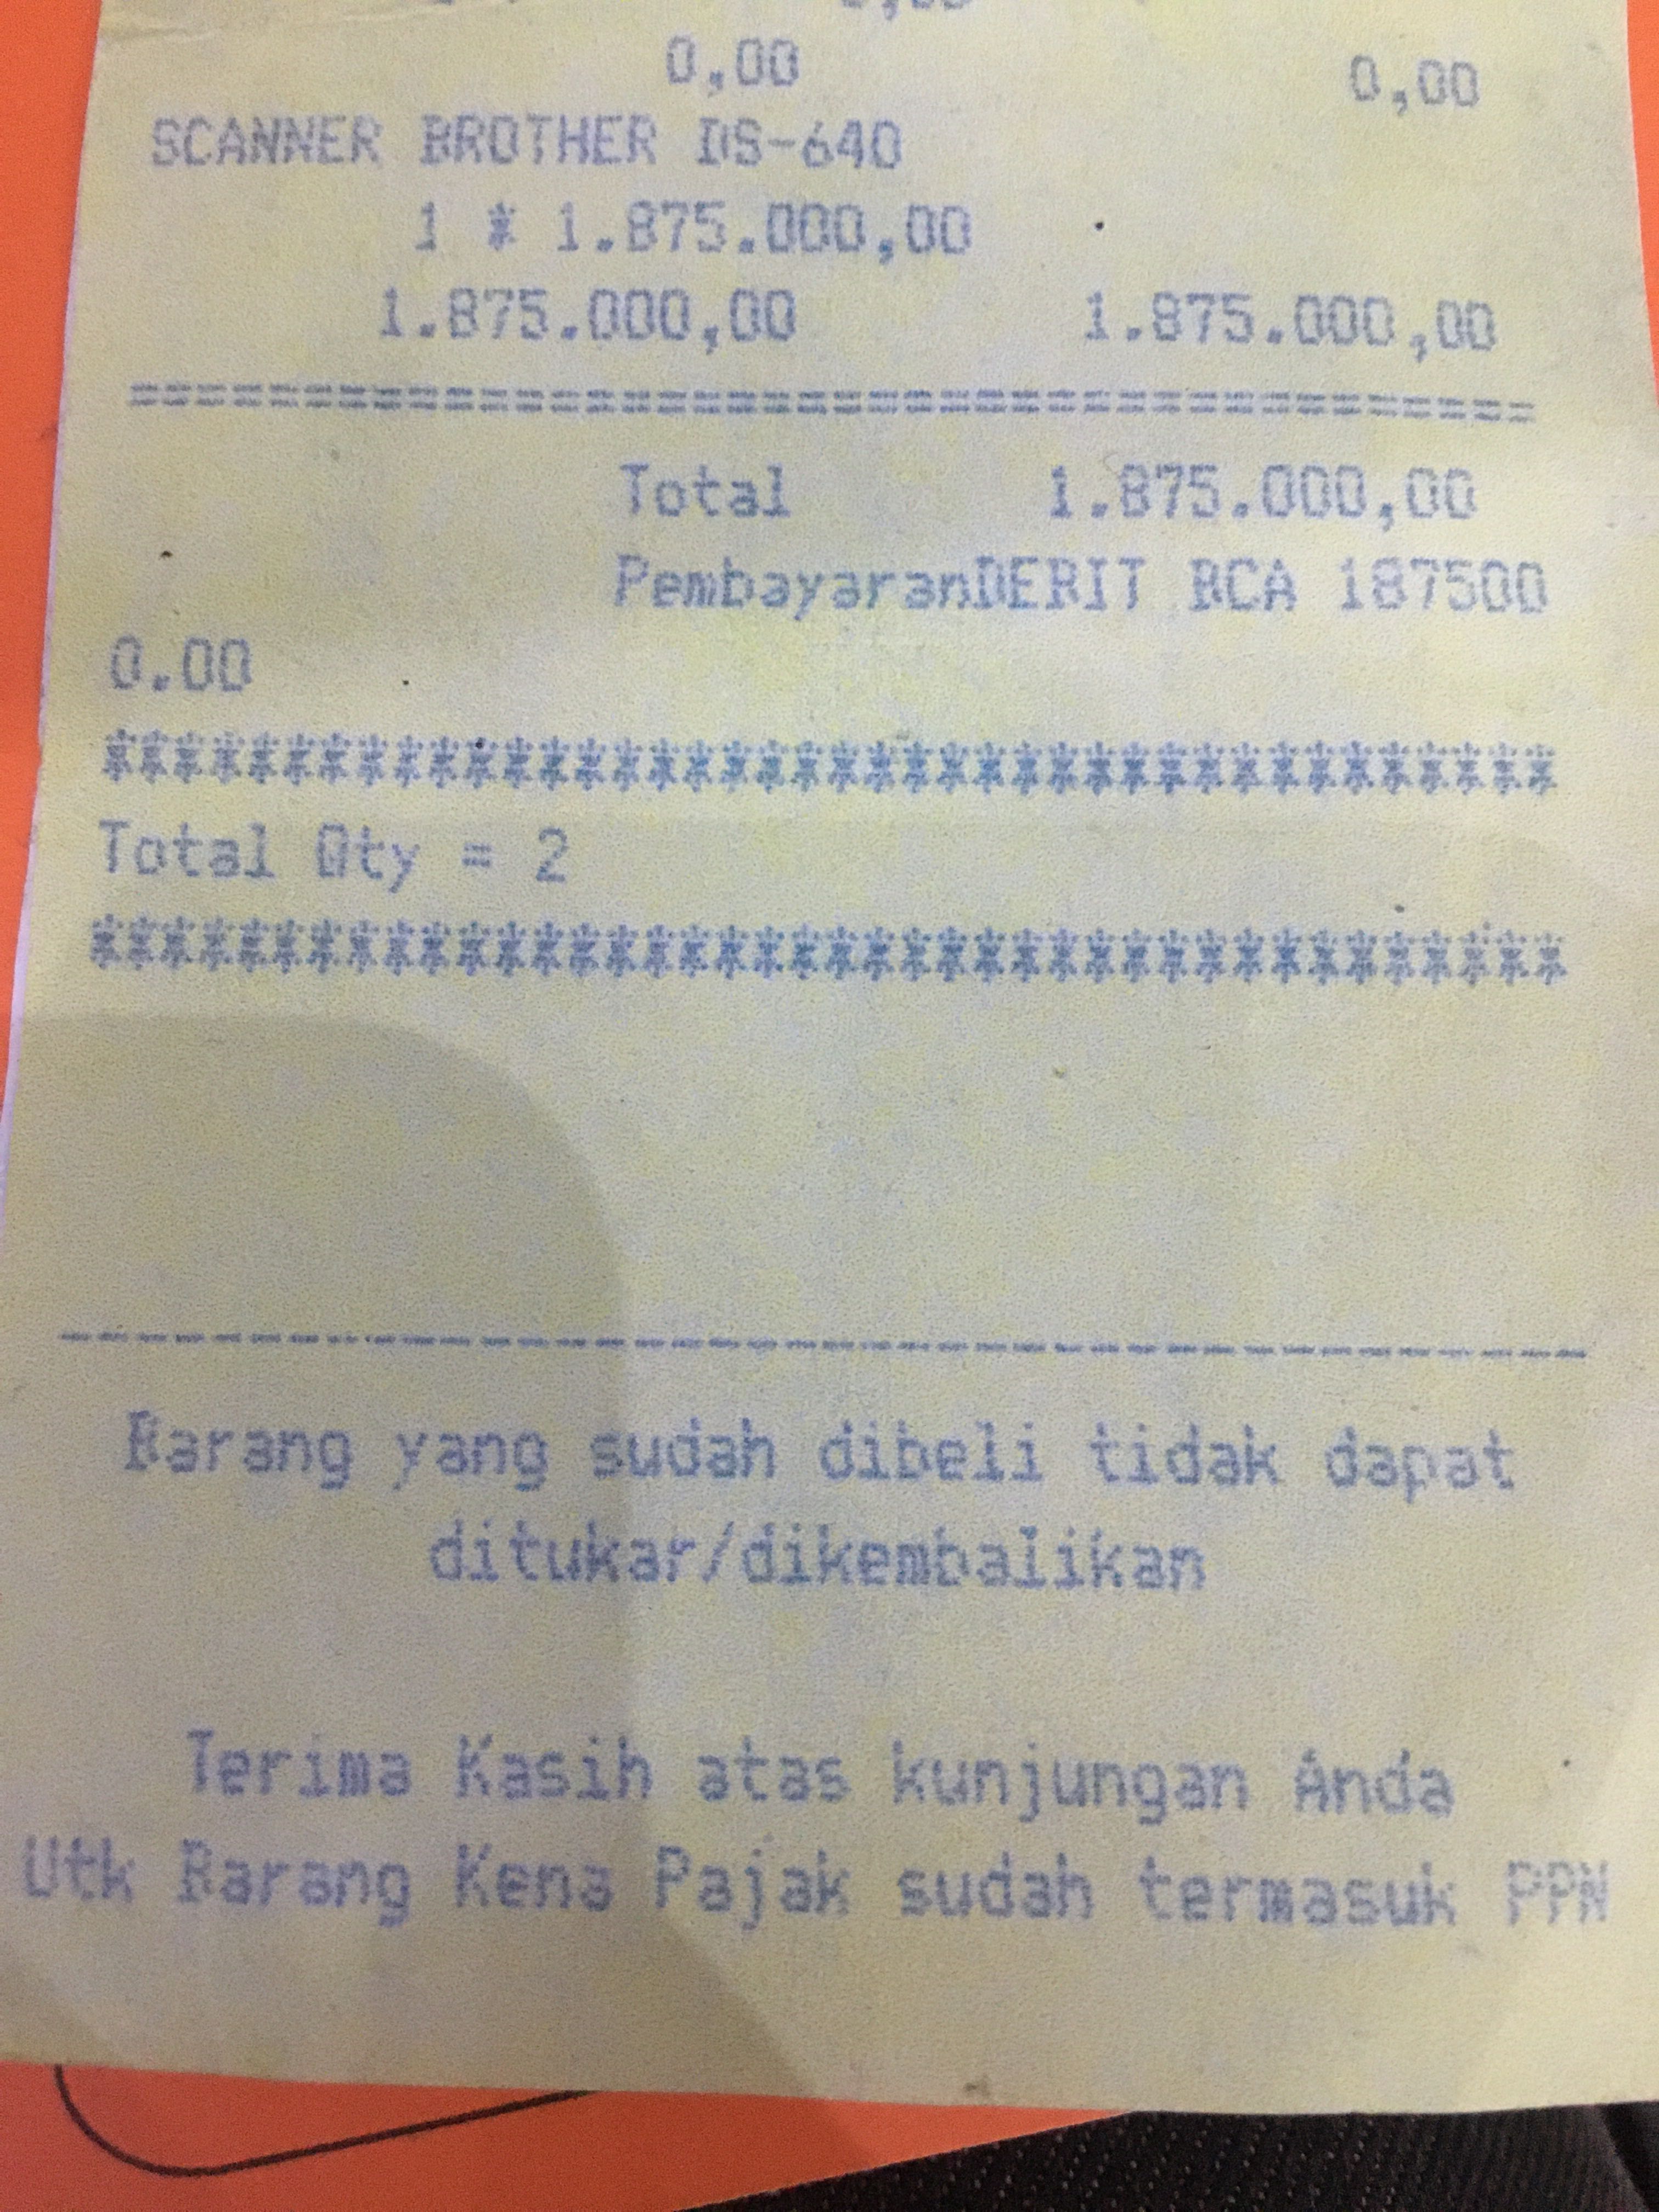 0,00 0,00
SCANNER BROTHER DS-640
1 * 1.875.000,00
1.875.000,00 1.875.000,00
======================================
Total 1.875.000,00
PembayaranDEBIT BCA 187500
0.00
****************************************
Total Qty = 2
****************************************
----------------------------------------
Barang yang sudah dibeli tidak dapat
ditukar/dikembalikan
Terima Kasih atas kunjungan Anda
Utk Barang Kena Pajak sudah termasuk PPN